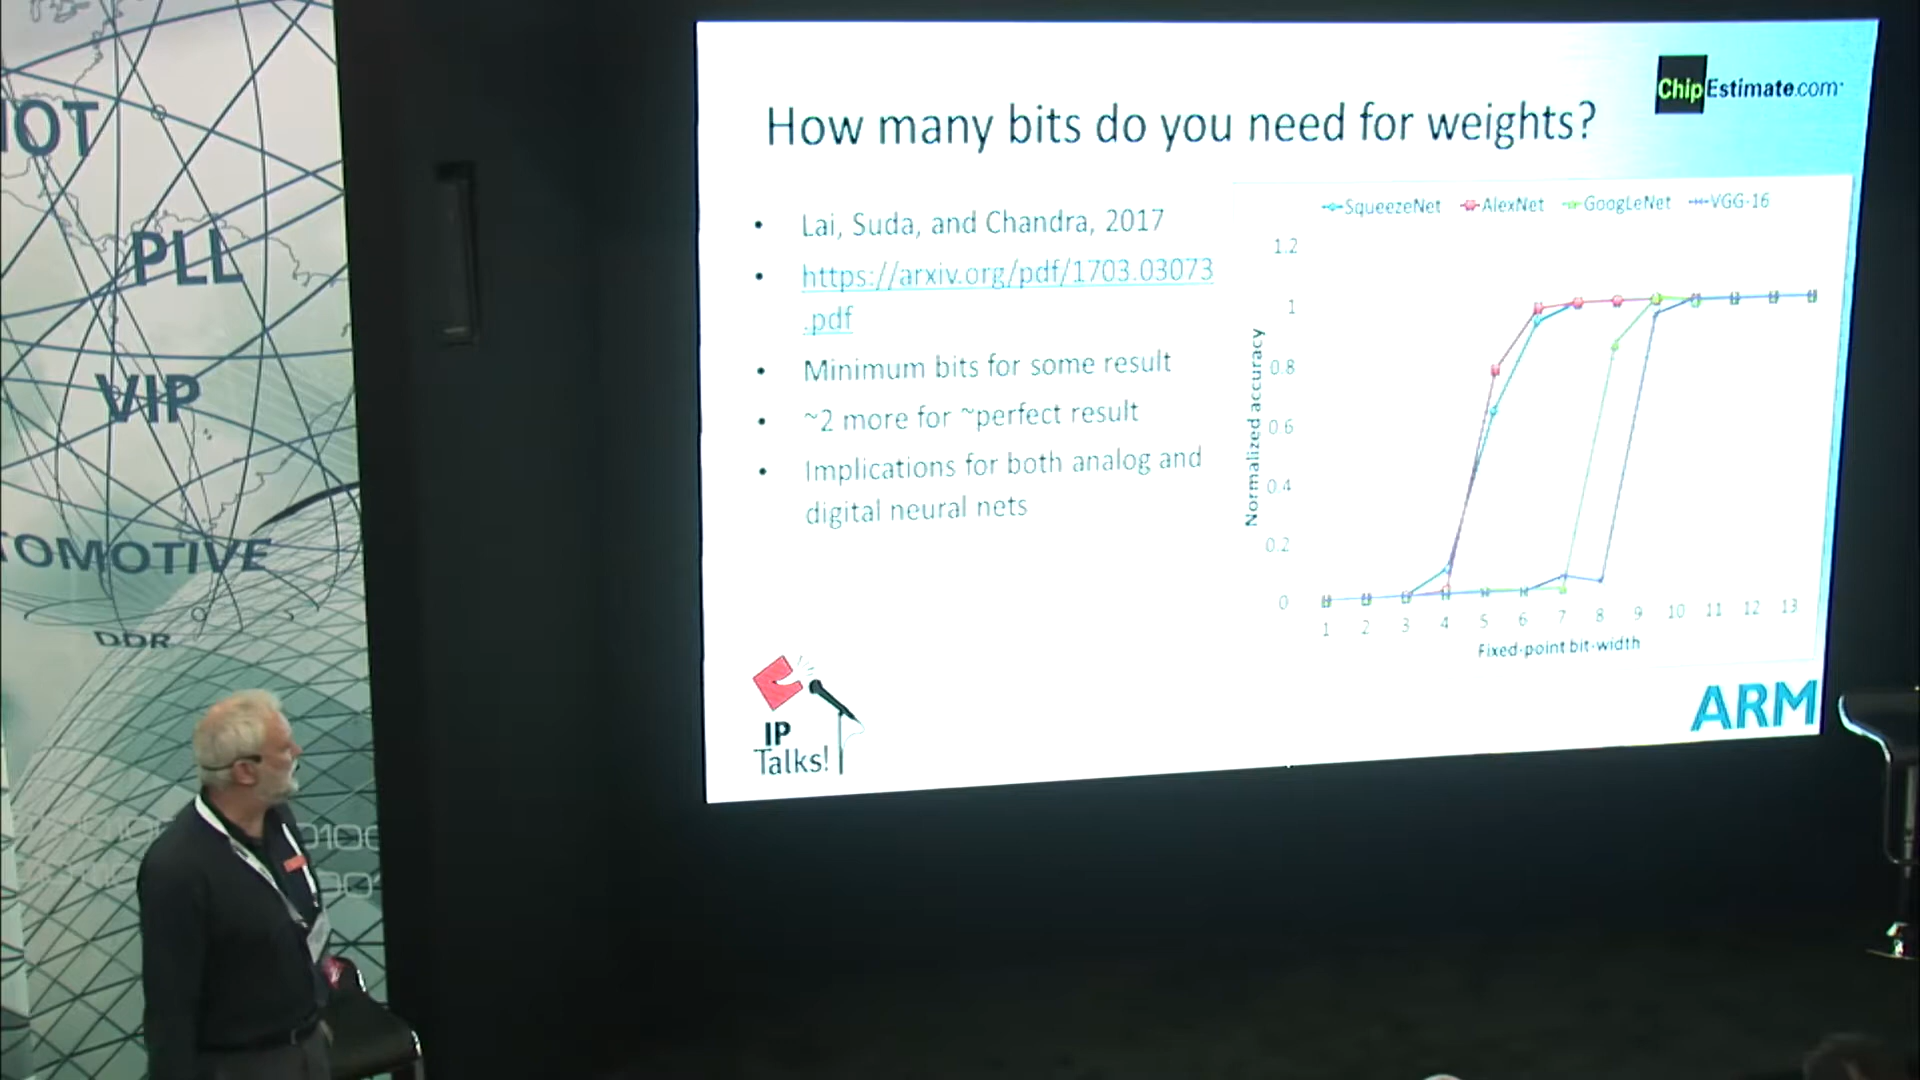 IOT
PLL
VIP
TOMOTIVE
DDR
0100
ChipEstimate.com
How many bits do you need for weights?
• Lai, Suda, and Chandra, 2017
• https://arxiv.org/pdf/1703.03073
.pdf
• Minimum bits for some result
• ~2 more for ~perfect result
• Implications for both analog and
digital neural nets
SqueezeNet AlexNet GoogLeNet VGG-16
1.2
1
0.8
0.6
0.4
0.2
0
Normalized accuracy
1 2 3 4 5 6 7 8 9 10 11 12 13
Fixed-point bit-width
IP
Talks!
ARM